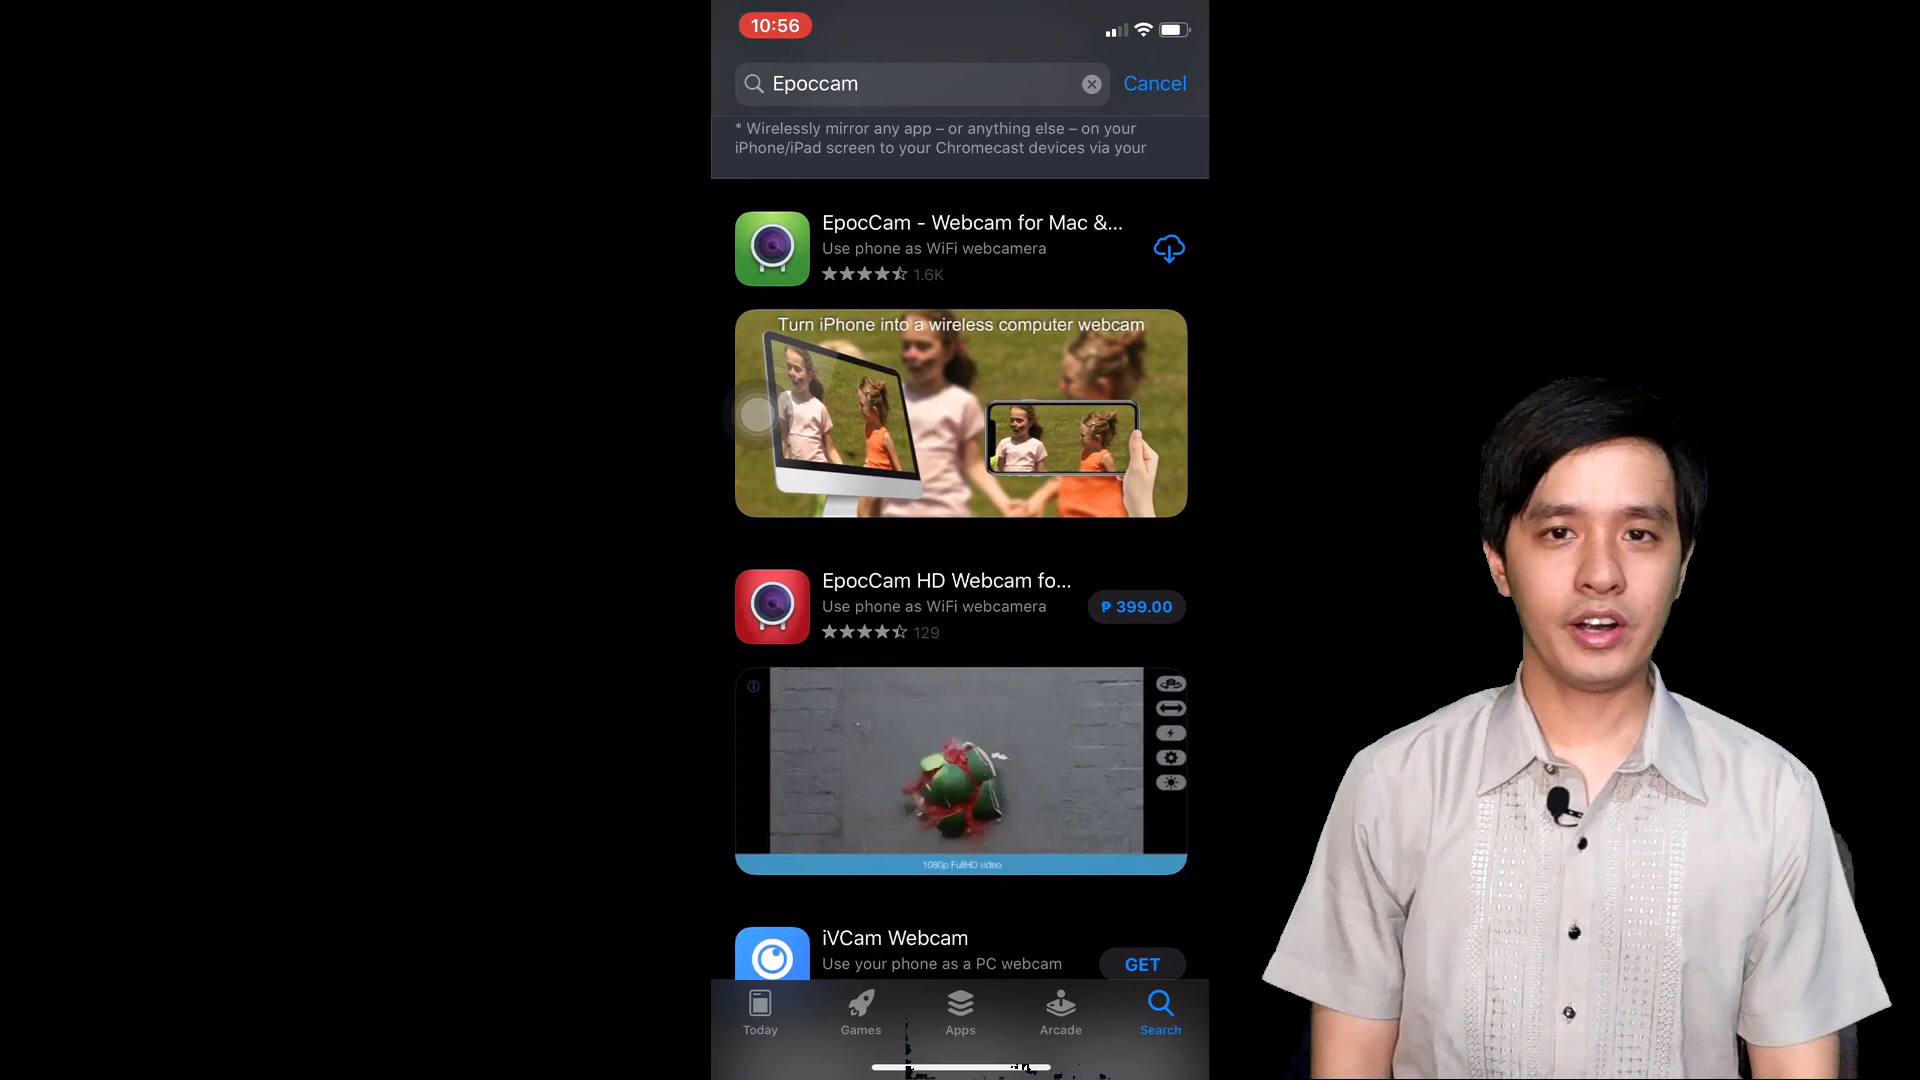 10:56
Epoccam
Cancel
* Wirelessly mirror any app – or anything else – on your
iPhone/iPad screen to your Chromecast devices via your
EpocCam - Webcam for Mac &...
Use phone as WiFi webcamera
1.6K
Turn iPhone into a wireless computer webcam
EpocCam HD Webcam fo...
Use phone as WiFi webcamera
₱ 399.00
129
1080p FullHD video
iVCam Webcam
Use your phone as a PC webcam
GET
Today
Games
Apps
Arcade
Search